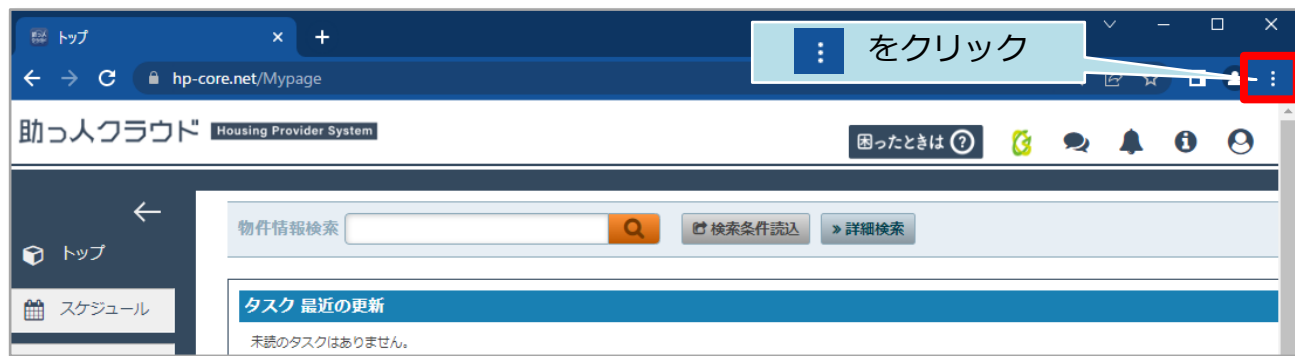 トップ
をクリック
hp-core.net/Mypage
助っ人クラウド Housing Provider System
困ったときは ?
物件情報検索 検索条件読込 » 詳細検索
トップ
スケジュール
タスク 最近の更新
未読のタスクはありません。